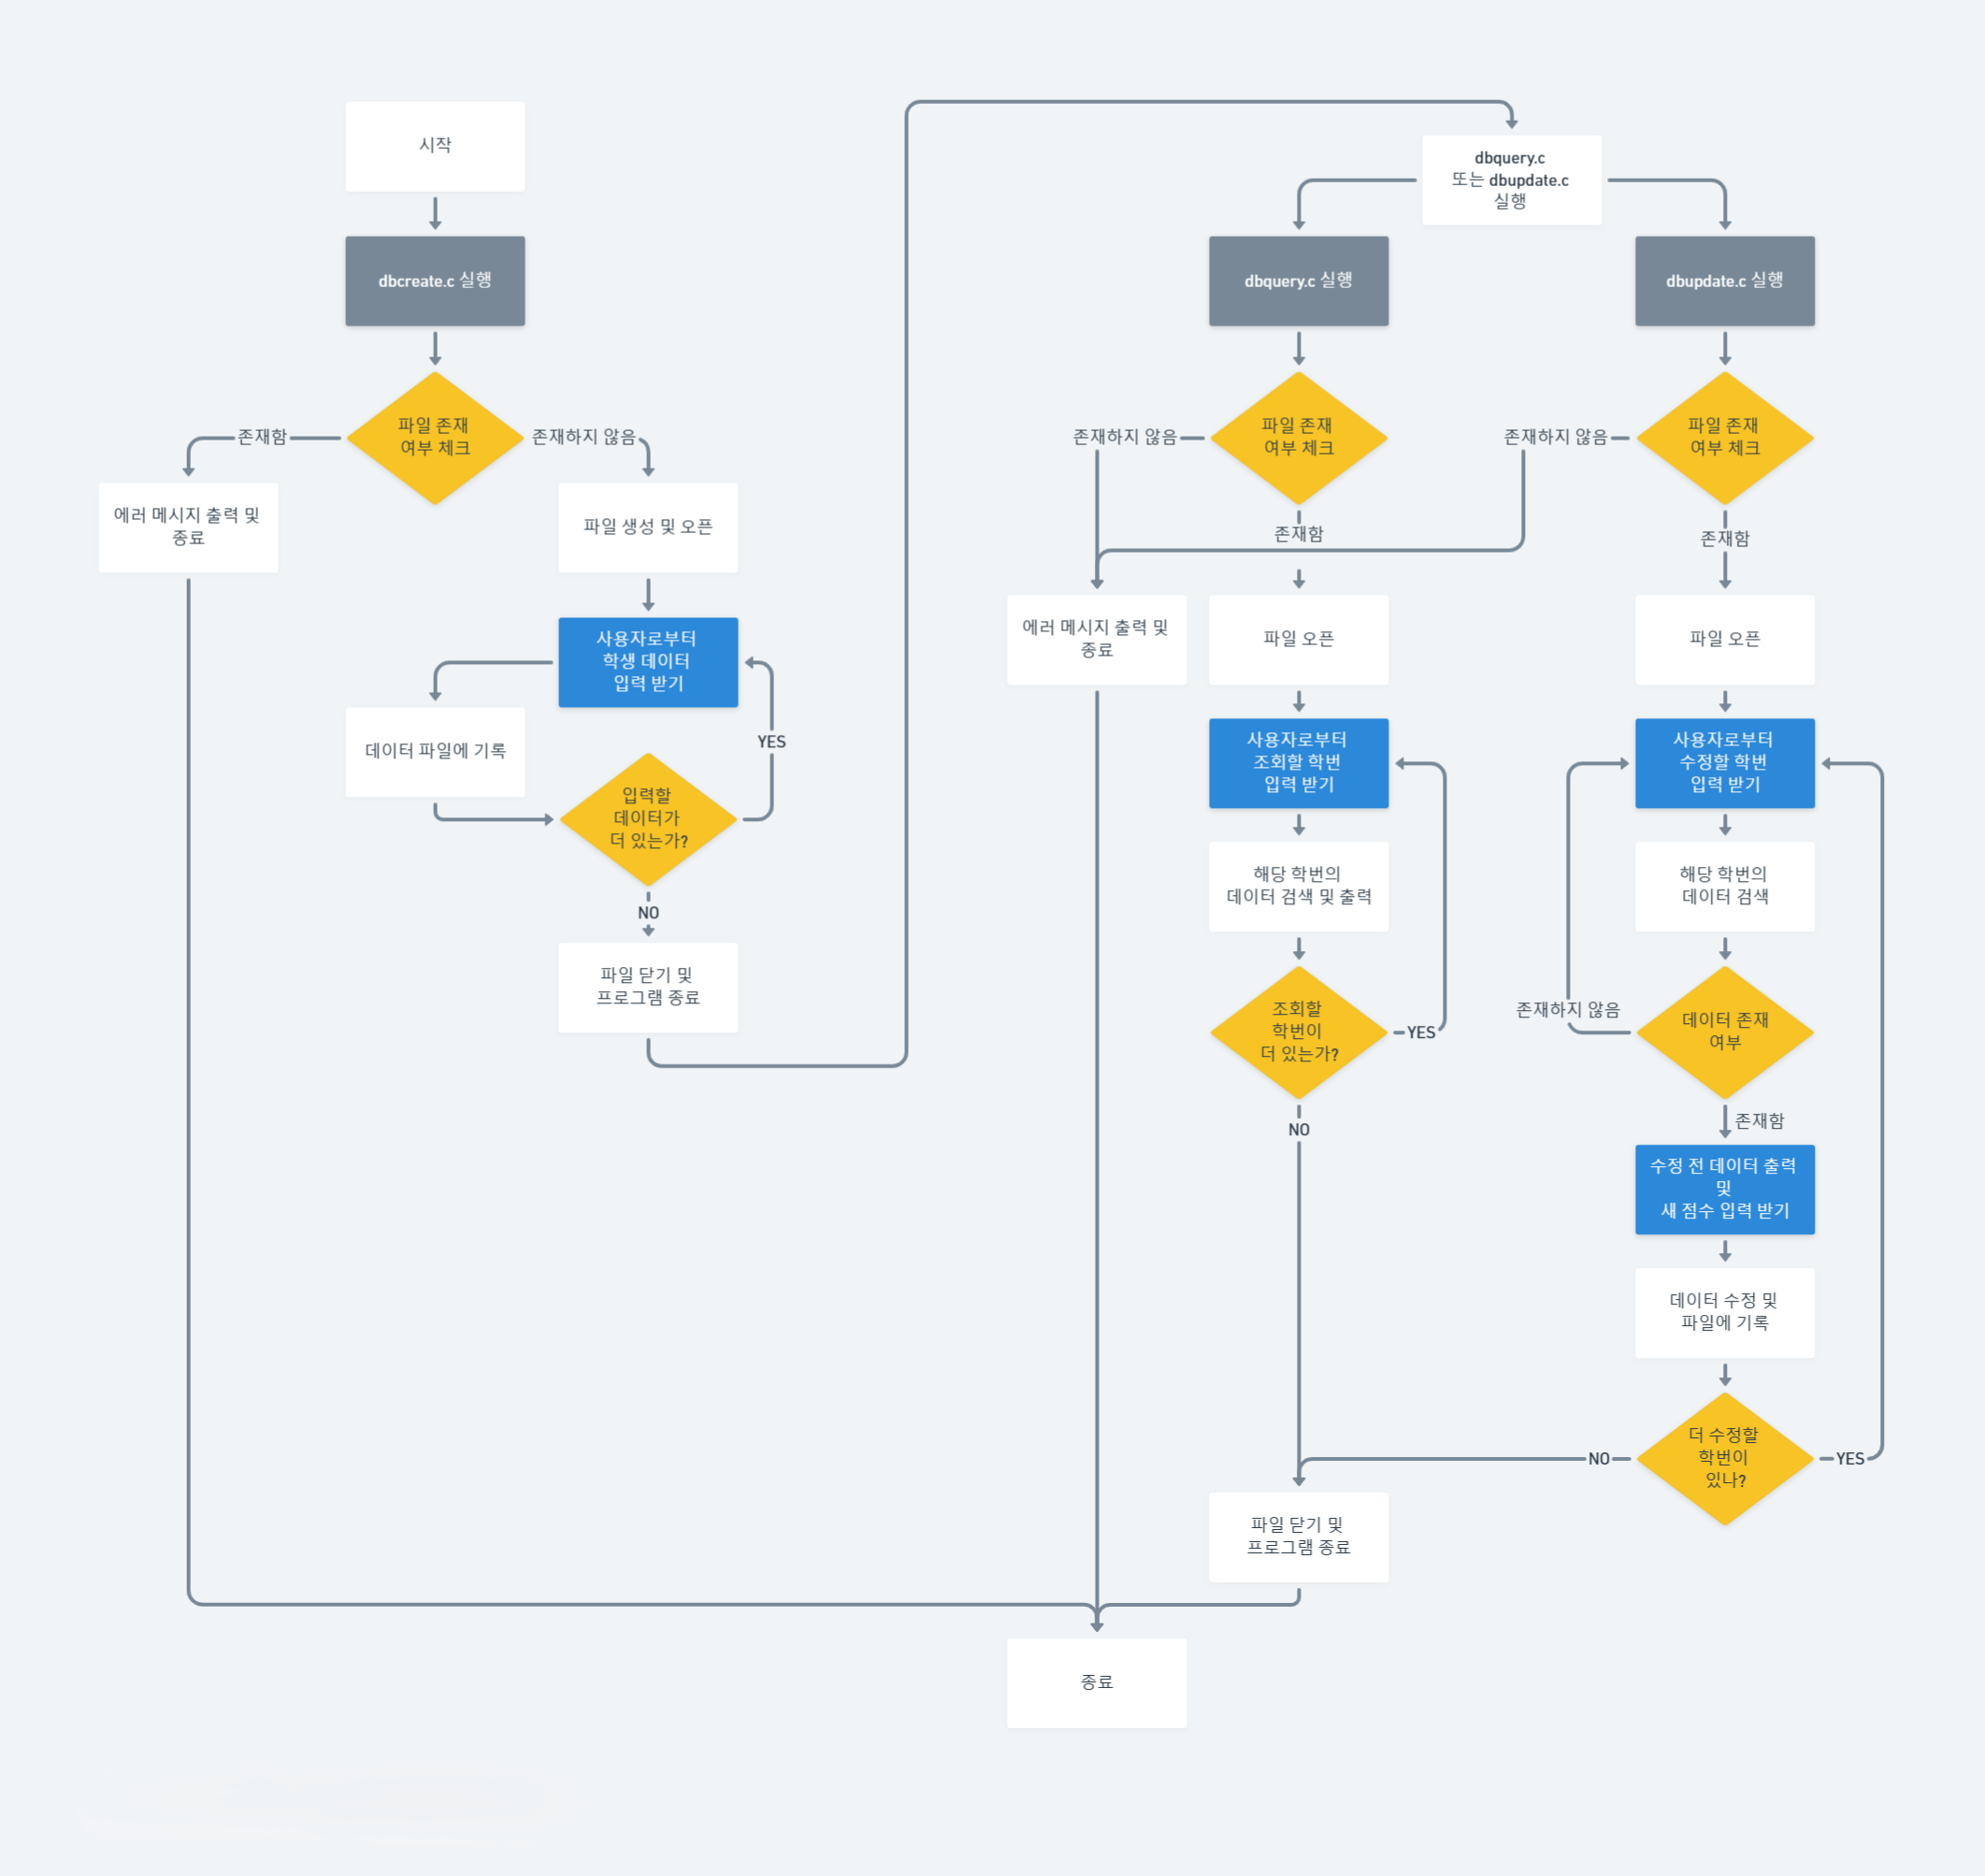 시작
dbcreate.c 실행
파일 존재
여부 체크
존재함
존재하지 않음
에러 메시지 출력 및
종료
파일 생성 및 오픈
사용자로부터
학생 데이터
입력 받기
데이터 파일에 기록
YES
입력할
데이터가
더 있는가?
NO
파일 닫기 및
프로그램 종료
dbquery.c
또는 dbupdate.c
실행
dbquery.c 실행
파일 존재
여부 체크
존재하지 않음
존재함
에러 메시지 출력 및
종료
파일 오픈
사용자로부터
조회할 학번
입력 받기
해당 학번의
데이터 검색 및 출력
조회할
학번이
더 있는가?
YES
NO
dbupdate.c 실행
파일 존재
여부 체크
존재하지 않음
존재함
파일 오픈
사용자로부터
수정할 학번
입력 받기
해당 학번의
데이터 검색
데이터 존재
여부
존재하지 않음
존재함
수정 전 데이터 출력
및
새 점수 입력 받기
데이터 수정 및
파일에 기록
더 수정할
학번이
있나?
NO
YES
파일 닫기 및
프로그램 종료
종료